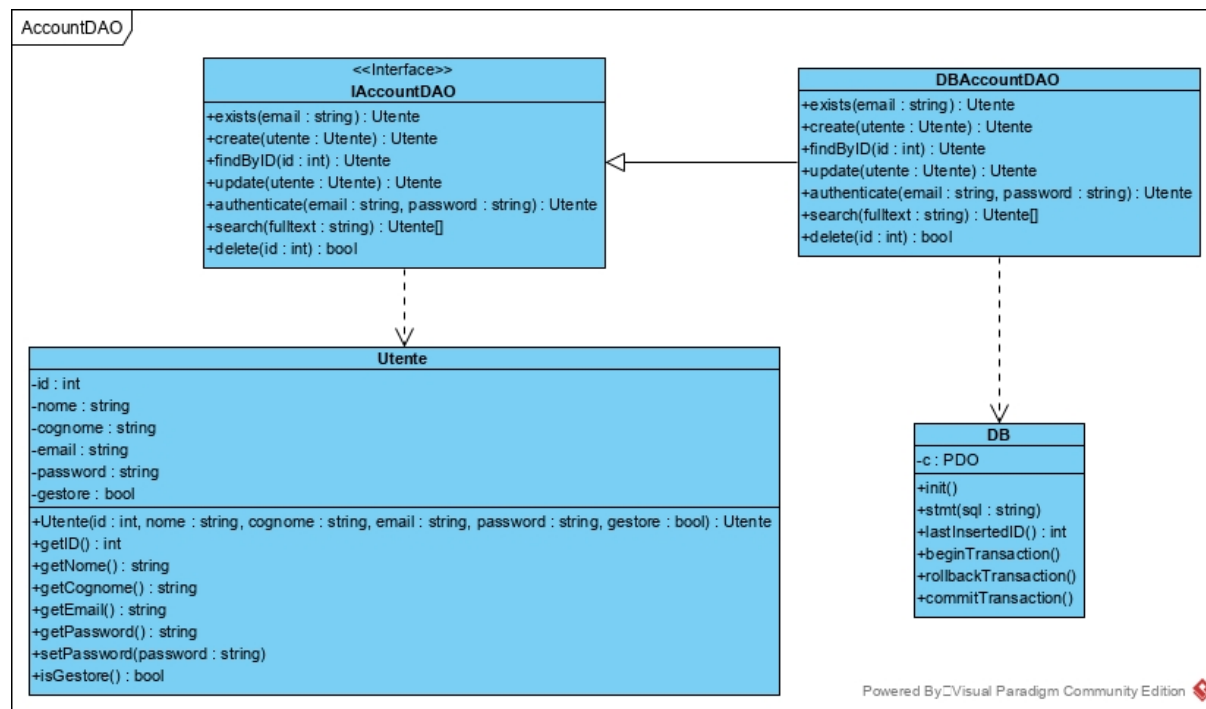 AccountDAO
<<Interface>>
IAccountDAO
+exists(email : string) : Utente
+create(utente : Utente) : Utente
+findByID(id : int) : Utente
+update(utente : Utente) : Utente
+authenticate(email : string, password : string) : Utente
+search(fulltext : string) : Utente[]
+delete(id : int) : bool
DBAccountDAO
+exists(email : string) : Utente
+create(utente : Utente) : Utente
+findByID(id : int) : Utente
+update(utente : Utente) : Utente
+authenticate(email : string, password : string) : Utente
+search(fulltext : string) : Utente[]
+delete(id : int) : bool
Utente
-id : int
-nome : string
-cognome : string
-email : string
-password : string
-gestore : bool
+Utente(id : int, nome : string, cognome : string, email : string, password : string, gestore : bool) : Utente
+getID() : int
+getNome() : string
+getCognome() : string
+getEmail() : string
+getPassword() : string
+setPassword(password : string)
+isGestore() : bool
DB
-c : PDO
+init()
+stmt(sql : string)
+lastInsertedID() : int
+beginTransaction()
+rollbackTransaction()
+commitTransaction()
Powered By Visual Paradigm Community Edition